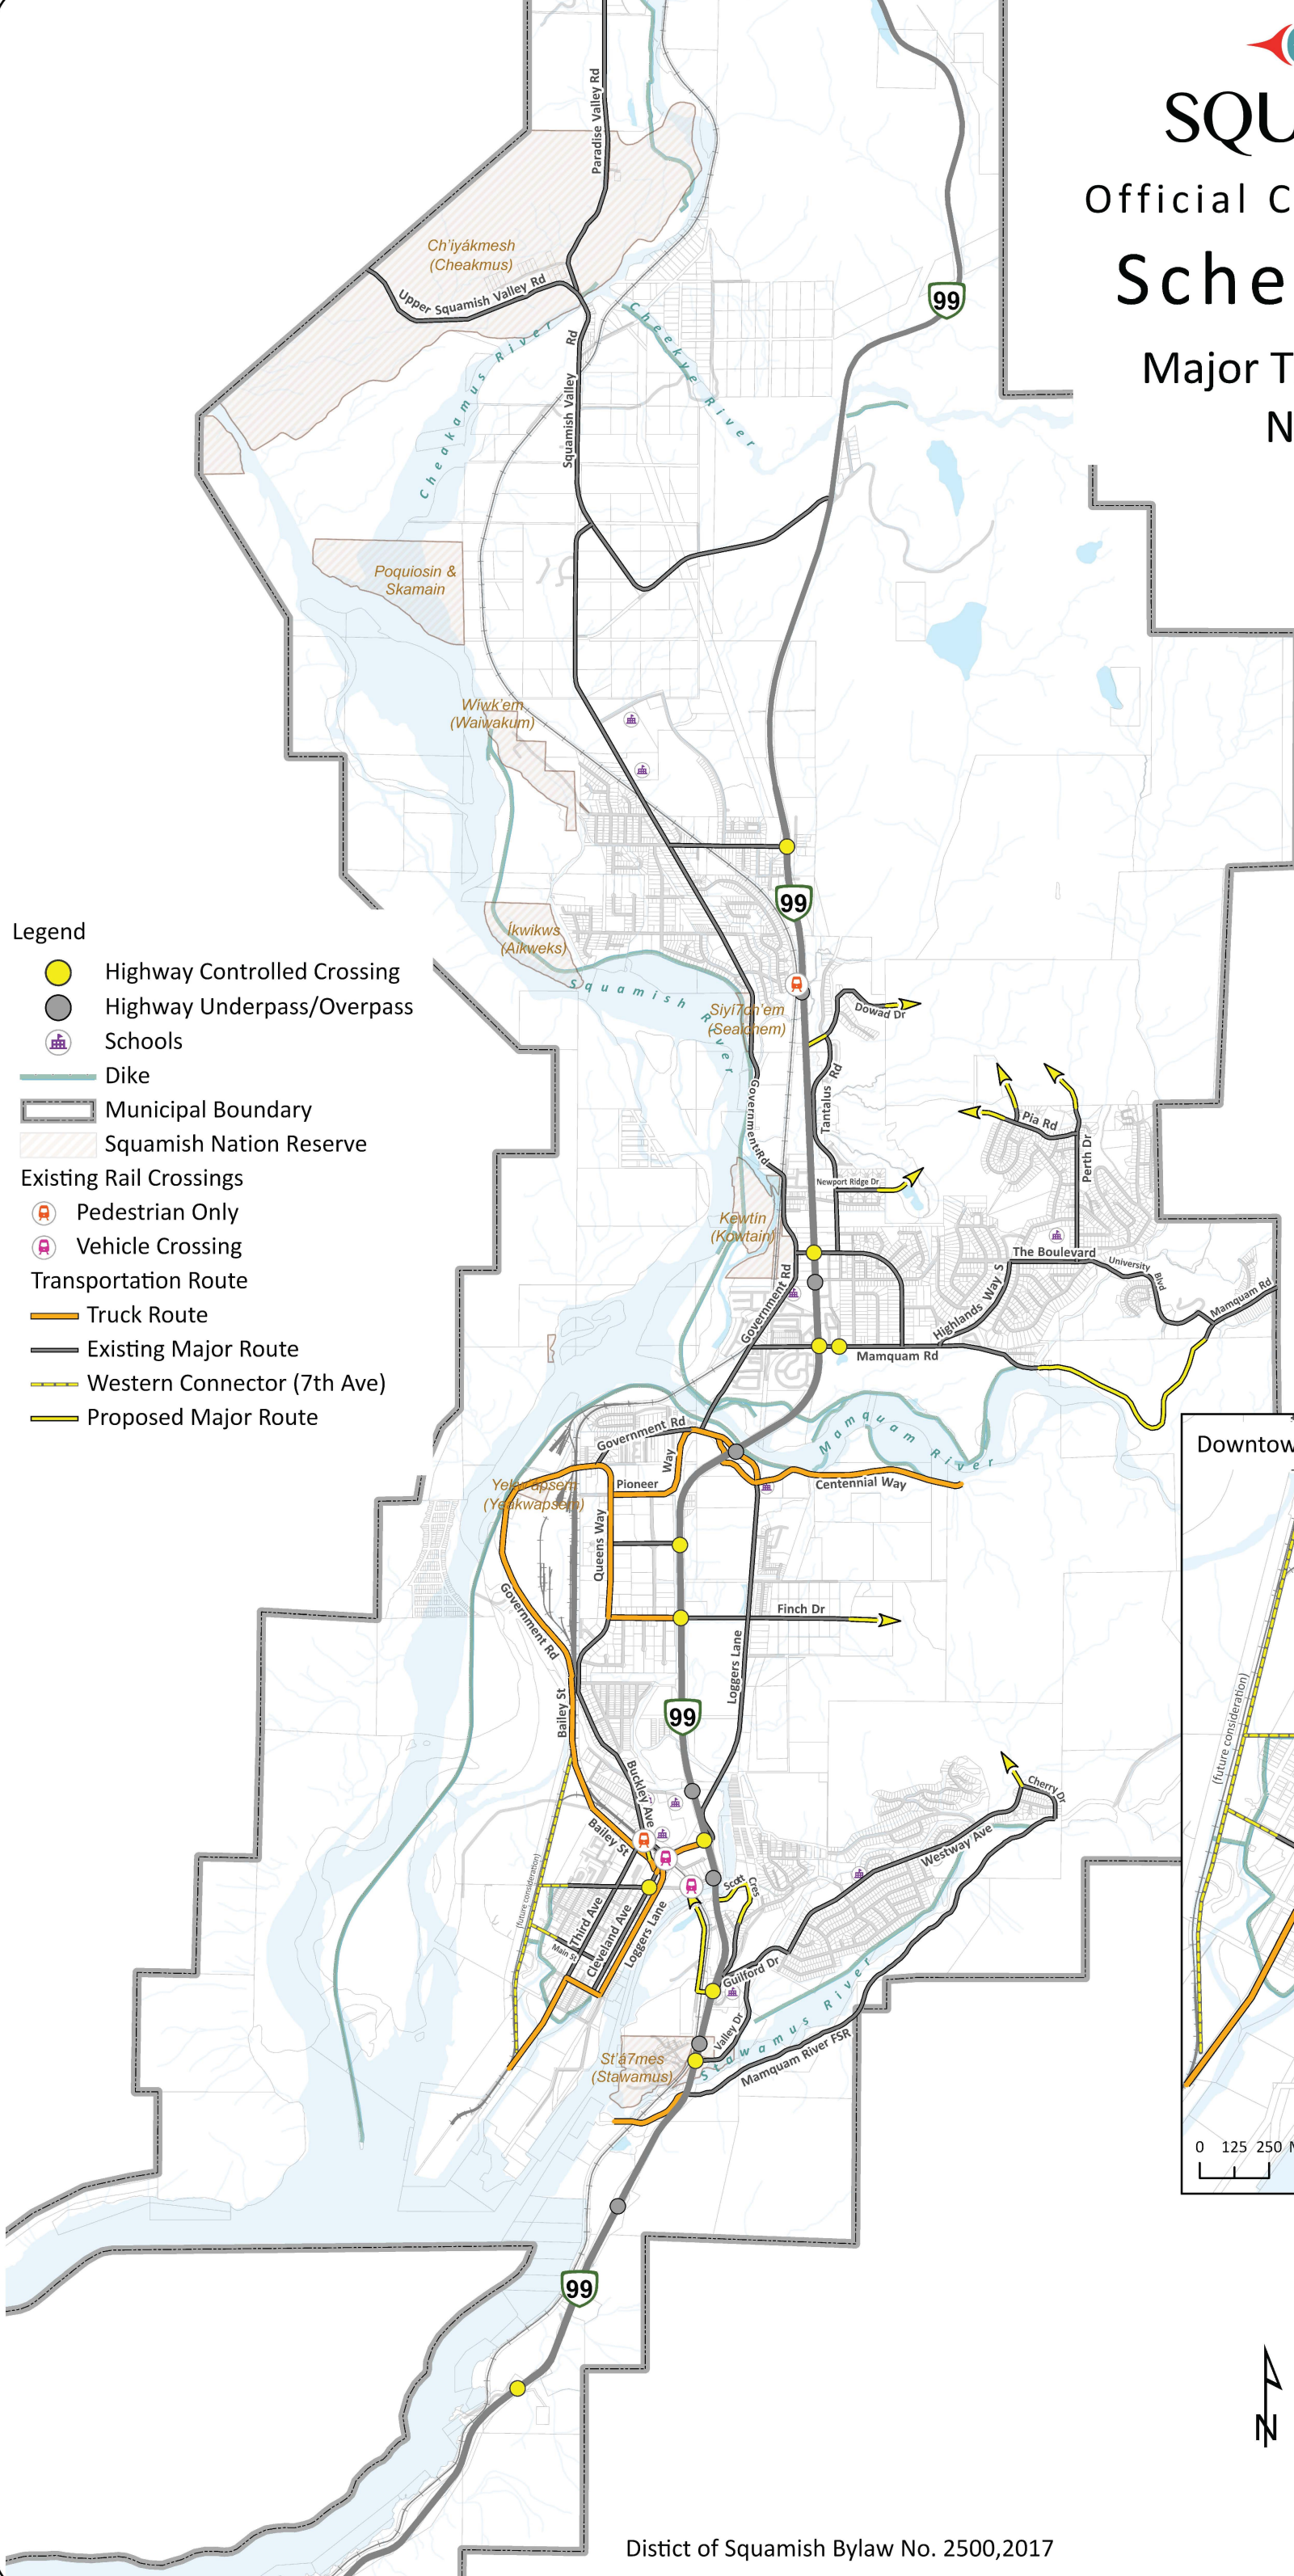 SQU
Official C
Sche
Major T
N
Paradise Valley Rd
Ch'iyákmesh
(Cheakmus)
Upper Squamish Valley Rd
99
Cheekye River
Cheakamus River
Squamish Valley Rd
Poquiosin &
Skamain
Wíwk'em
(Waiwakum)
99
Íkwikws
(Aikweks)
Squamish River
Siyí7ch'em
(Seaichem)
Dowad Dr
Tantalus Rd
Government Rd
Pia Rd
Perth Dr
Newport Ridge Dr
Kewtín
(Kowtain)
The Boulevard
University Blvd
Mamquam Rd
Highlands Way S
Government Rd
Mamquam Rd
Legend
Highway Controlled Crossing
Highway Underpass/Overpass
Schools
Dike
Municipal Boundary
Squamish Nation Reserve
Existing Rail Crossings
Pedestrian Only
Vehicle Crossing
Transportation Route
Truck Route
Existing Major Route
Western Connector (7th Ave)
Proposed Major Route
Mamquam River
Government Rd
Pioneer Way
Centennial Way
(Yeakwapsem)
Queens Way
Government Rd
Finch Dr
Loggers Lane
Bailey St
99
Buckley Ave
Bailey St
Cherry Dr
Westway Ave
Scott Cres
(future consideration)
Third Ave
Main St
Cleveland Ave
Loggers Lane
Guilford Dr
Valley Dr
Stawamus River
Mamquam River FSR
St'á7mes
(Stawamus)
99
Downtow
(future consideration)
0 125 250 M
N
Distict of Squamish Bylaw No. 2500,2017